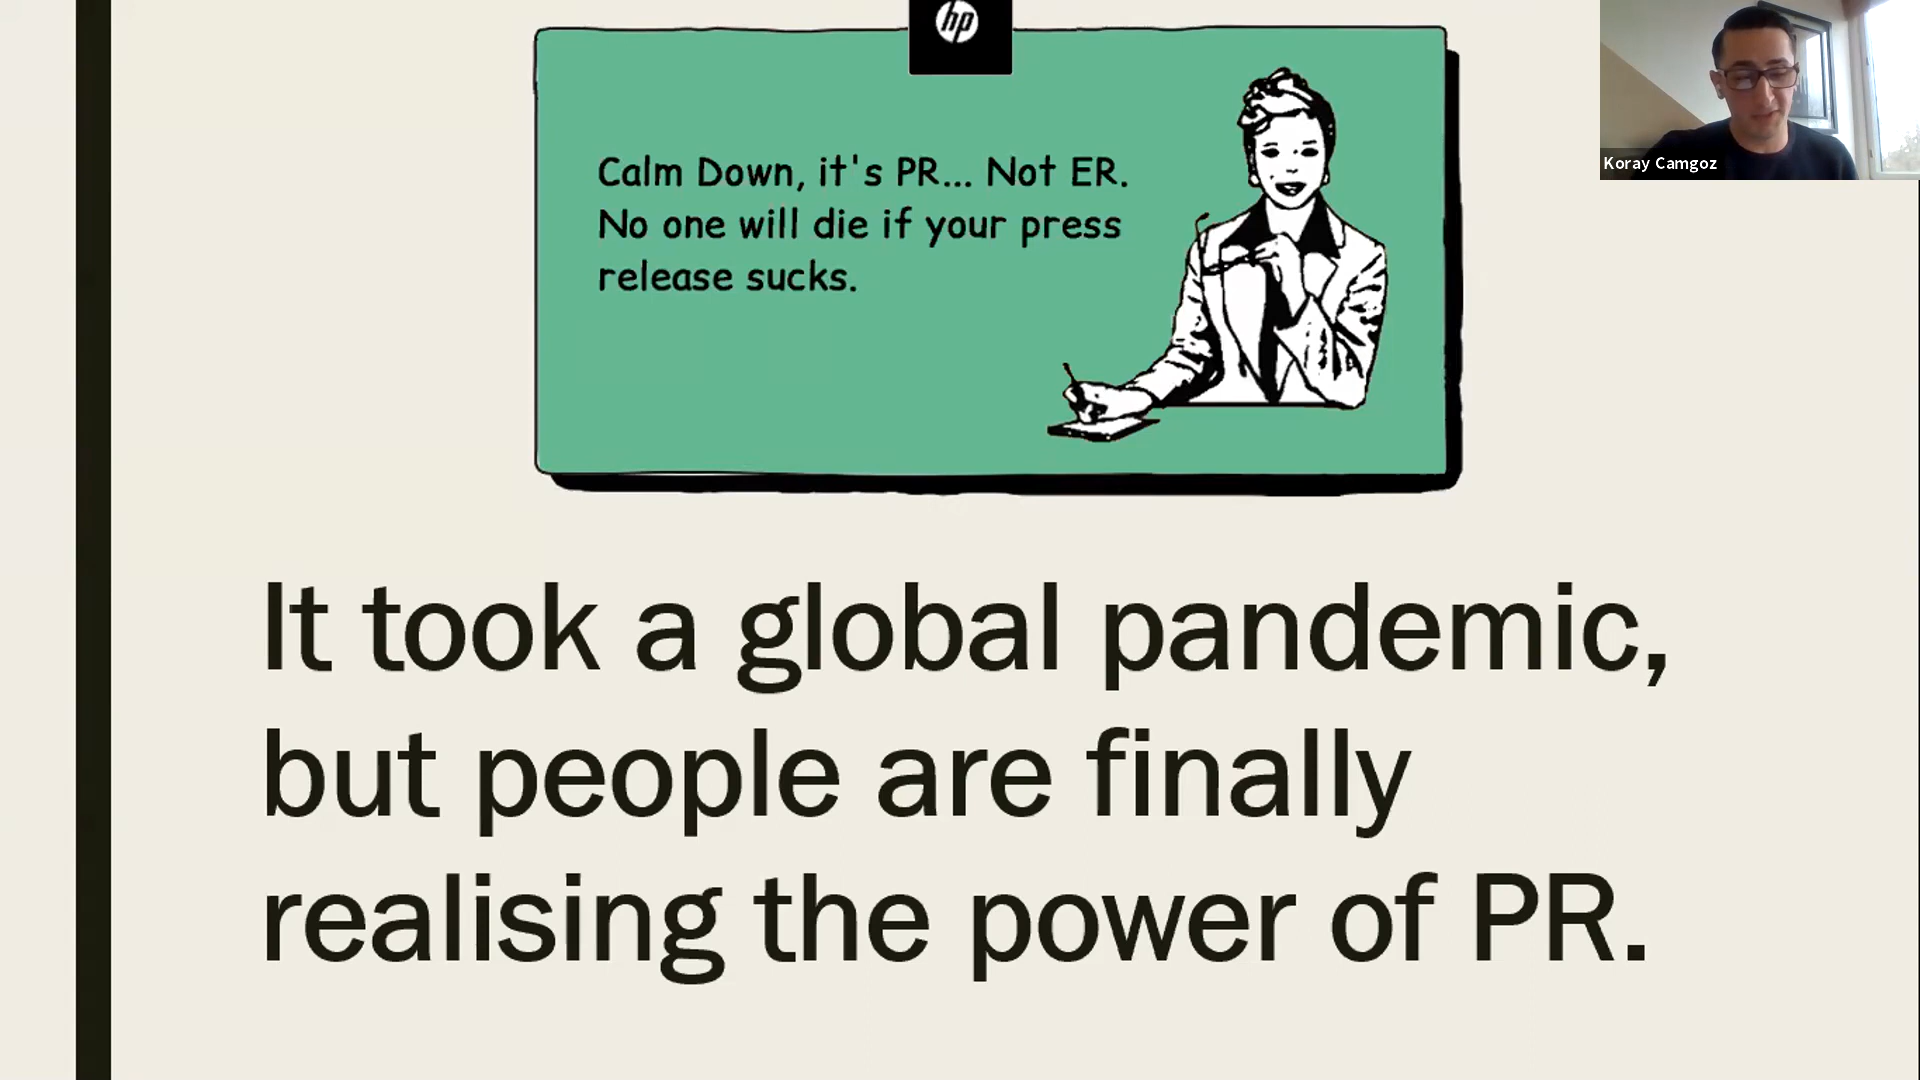 hp
Calm Down, it's PR... Not ER.
No one will die if your press
release sucks.
Koray Camgoz
It took a global pandemic,
but people are finally
realising the power of PR.